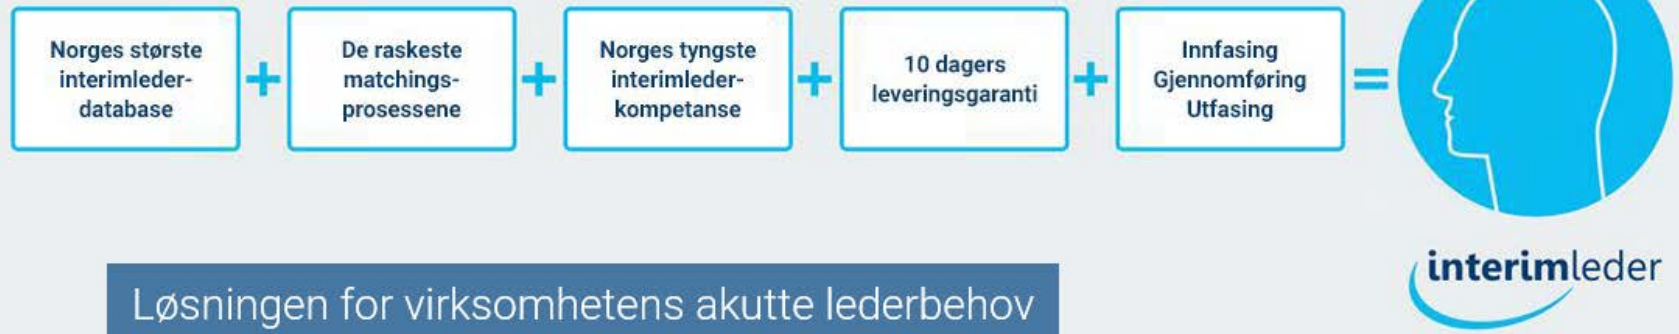 Norges største
interimleder-
database
+
De raskeste
matchings-
prosessene
+
Norges tyngste
interimleder-
kompetanse
+
10 dagers
leveringsgaranti
+
Innfasing
Gjennomføring
Utfasing
=
interimleder
Løsningen for virksomhetens akutte lederbehov